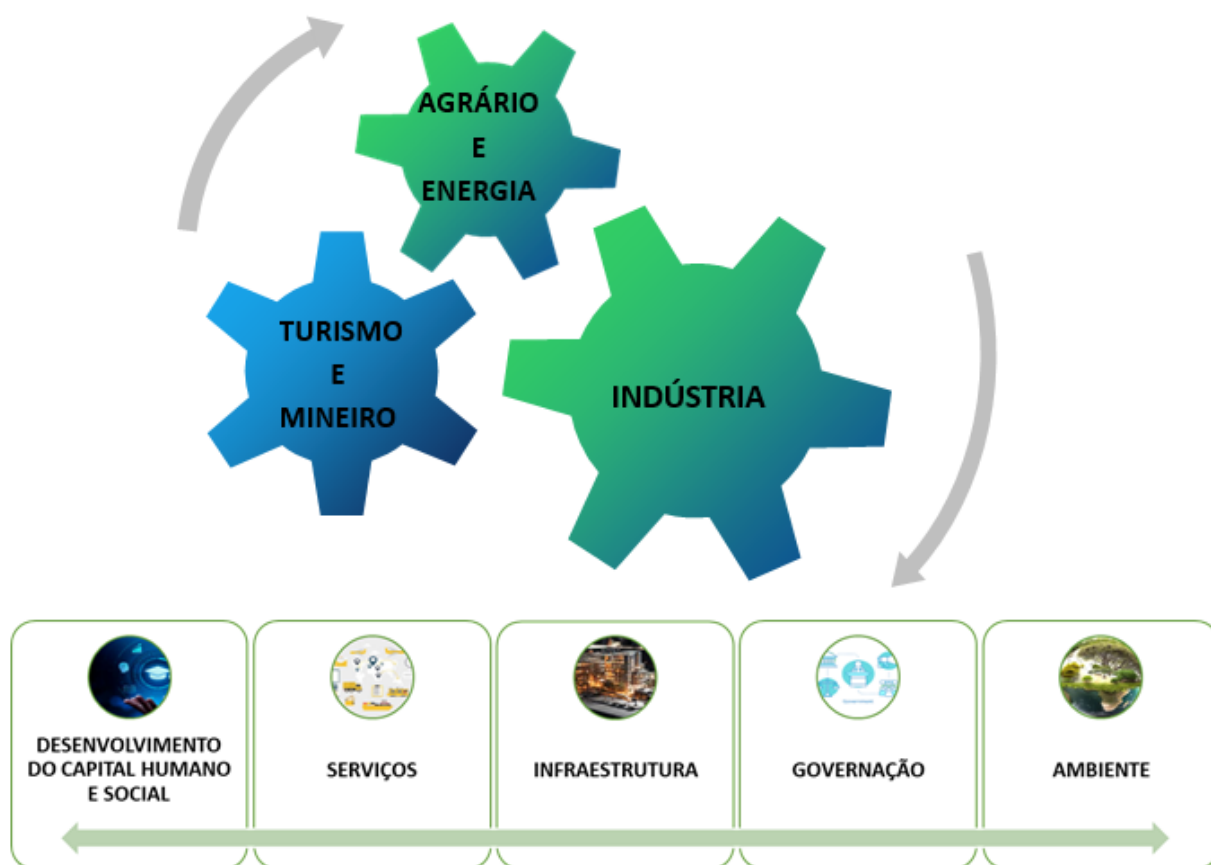 AGRÁRIO
E
ENERGIA
TURISMO
E
MINEIRO
INDÚSTRIA
DESENVOLVIMENTO
DO CAPITAL HUMANO
E SOCIAL
SERVIÇOS
INFRAESTRUTURA
GOVERNAÇÃO
AMBIENTE